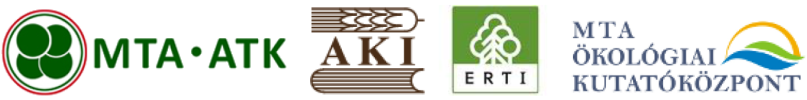 MTA·ATK
AKI
ERTI
MTA
ÖKOLÓGIAI
KUTATÓKÖZPONT